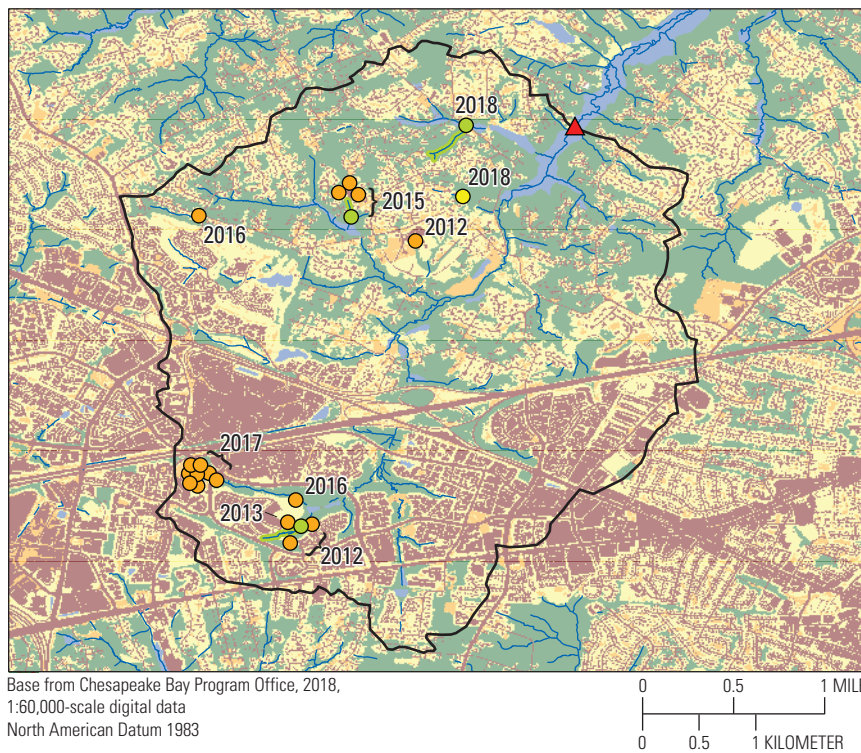 2018
2018
2015
2016
2012
2017
2016
2013
2012
Base from Chesapeake Bay Program Office, 2018,
1:60,000-scale digital data
North American Datum 1983
0 0.5 1 MILE
0 0.5 1 KILOMETER